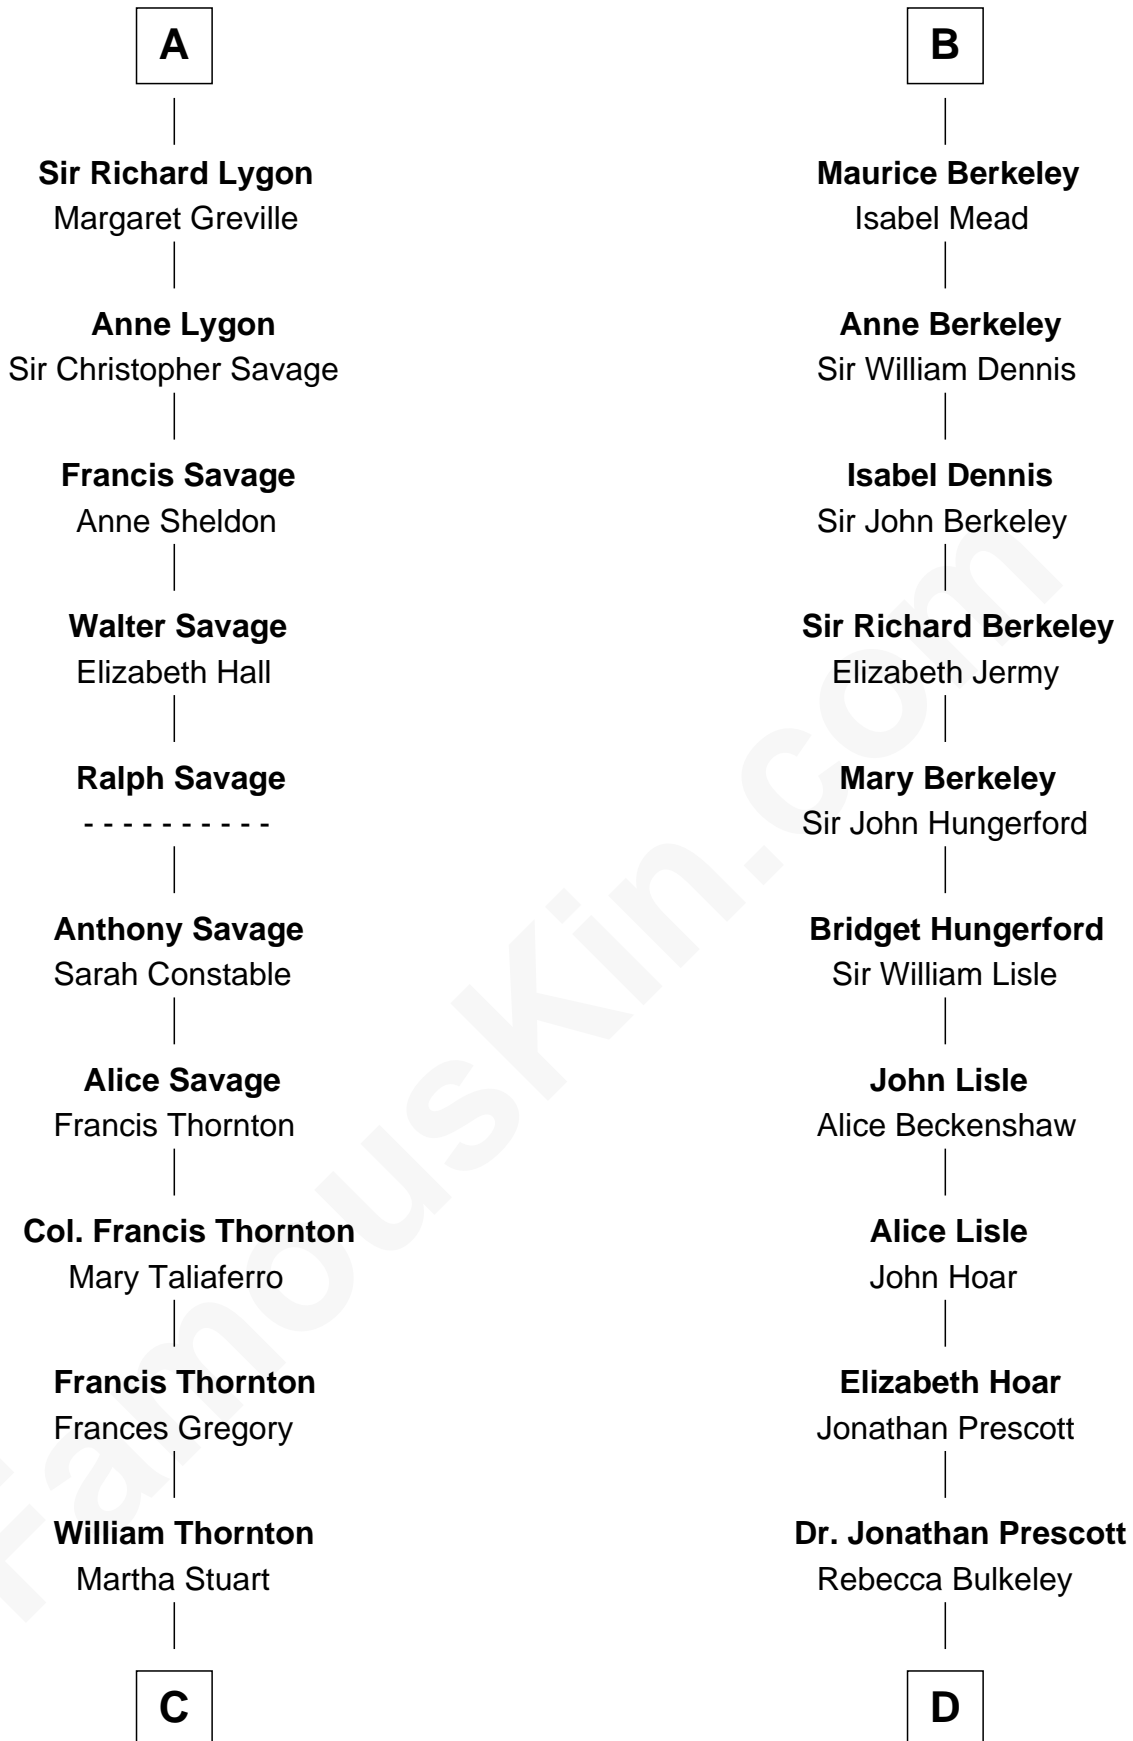 A
Sir Richard Lygon
Margaret Greville
Anne Lygon
Sir Christopher Savage
Francis Savage
Anne Sheldon
Walter Savage
Elizabeth Hall
Ralph Savage
- - - - - - - - - -
Anthony Savage
Sarah Constable
Alice Savage
Francis Thornton
Col. Francis Thornton
Mary Taliaferro
Francis Thornton
Frances Gregory
William Thornton
Martha Stuart
C
B
Maurice Berkeley
Isabel Mead
Anne Berkeley
Sir William Dennis
Isabel Dennis
Sir John Berkeley
Sir Richard Berkeley
Elizabeth Jermy
Mary Berkeley
Sir John Hungerford
Bridget Hungerford
Sir William Lisle
John Lisle
Alice Beckenshaw
Alice Lisle
John Hoar
Elizabeth Hoar
Jonathan Prescott
Dr. Jonathan Prescott
Rebecca Bulkeley
D
FamousKin.com